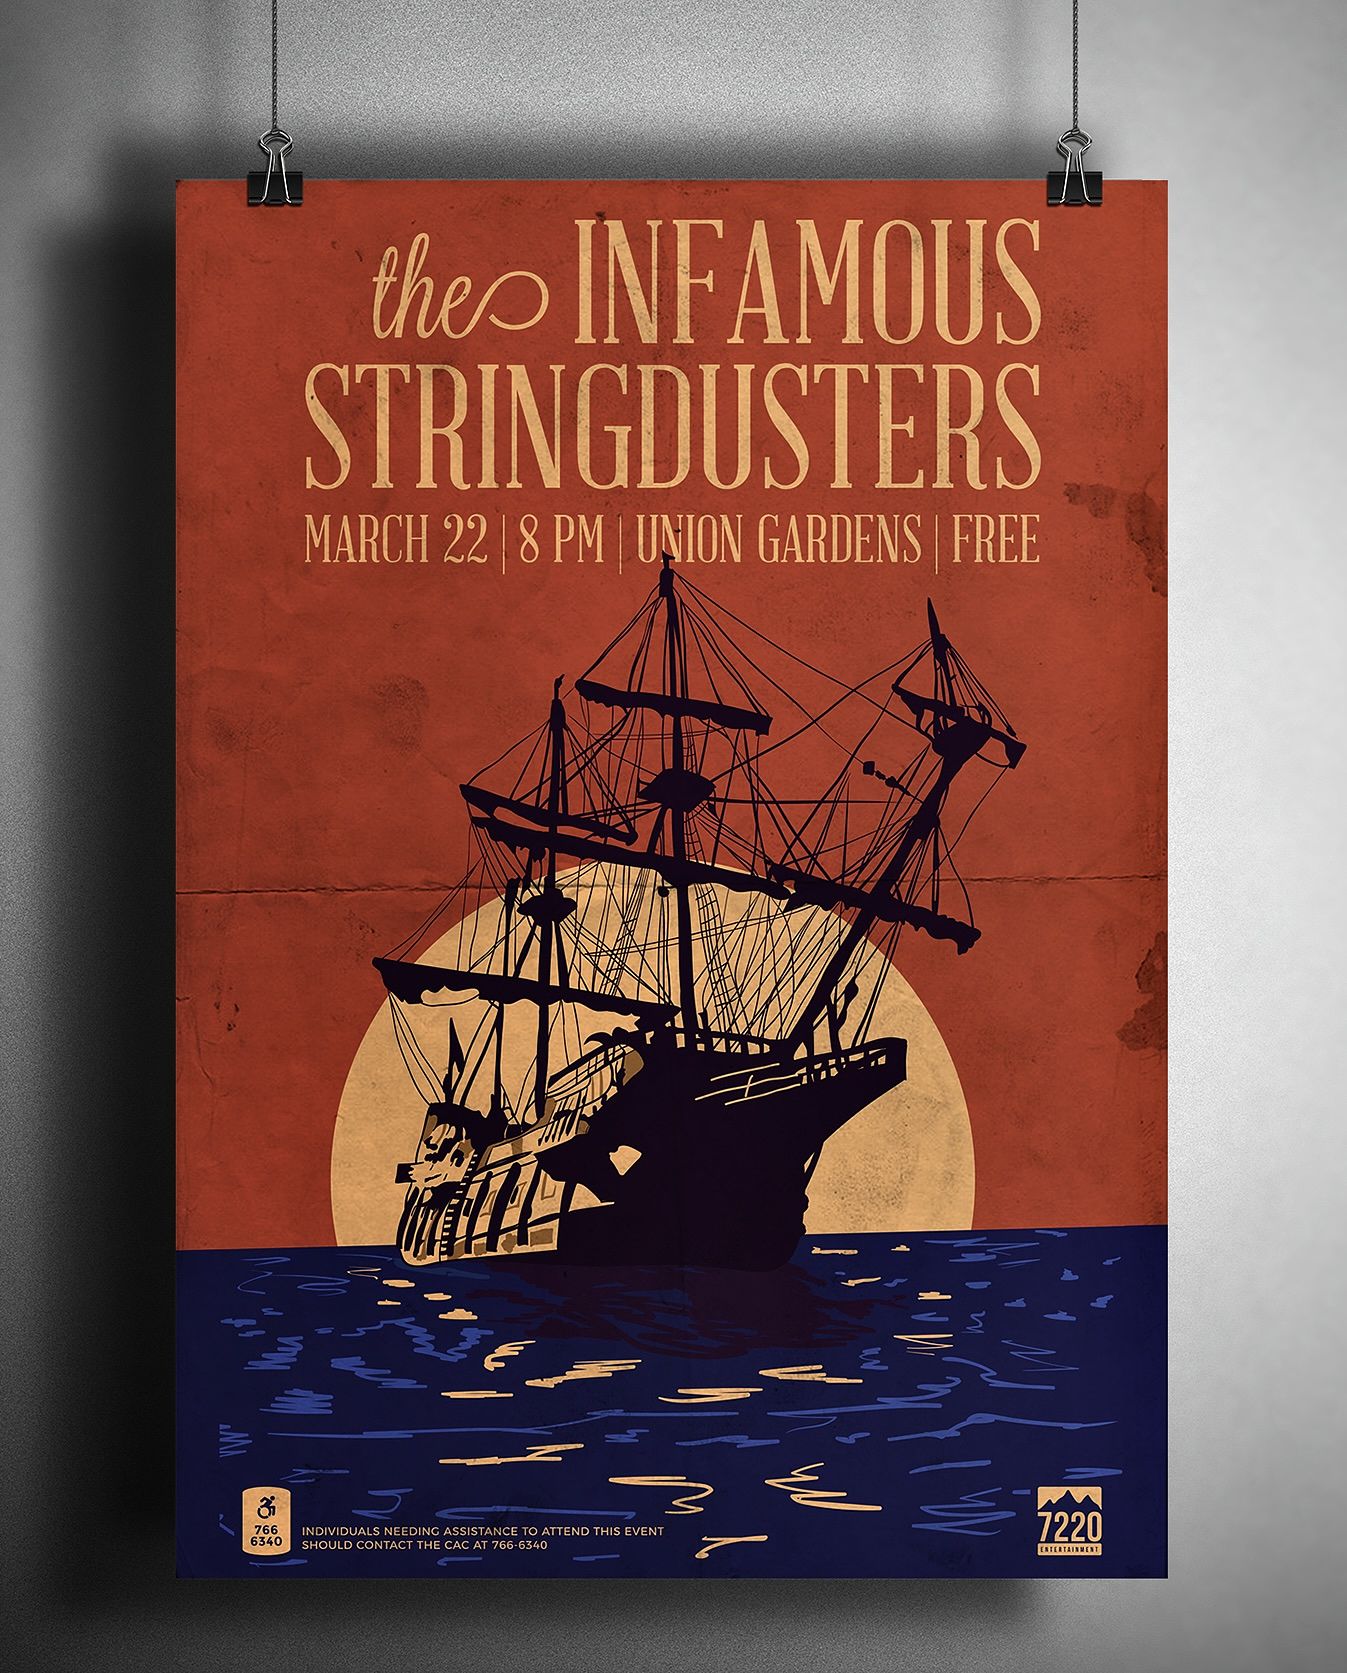 the INFAMOUS
STRINGDUSTERS
MARCH 22 | 8 PM | UNION GARDENS | FREE
766
6340
INDIVIDUALS NEEDING ASSISTANCE TO ATTEND THIS EVENT
SHOULD CONTACT THE CAC AT 766-6340
7220
ENTERTAINMENT